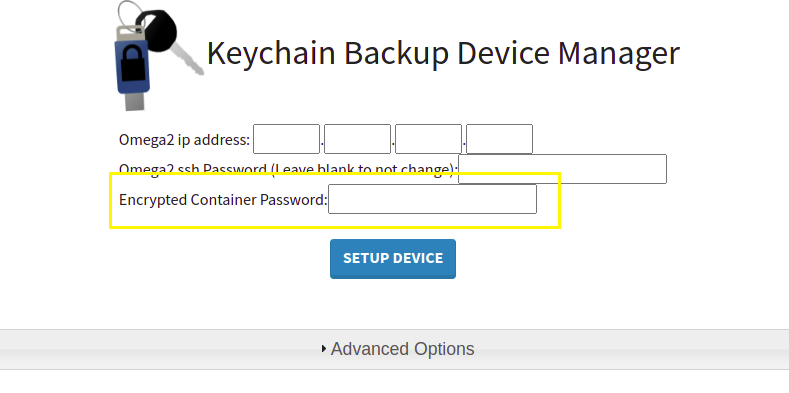 Keychain Backup Device Manager
Omega2 ip address: . . .
Omega2 ssh Password (Leave blank to not change):
Encrypted Container Password:
SETUP DEVICE
Advanced Options